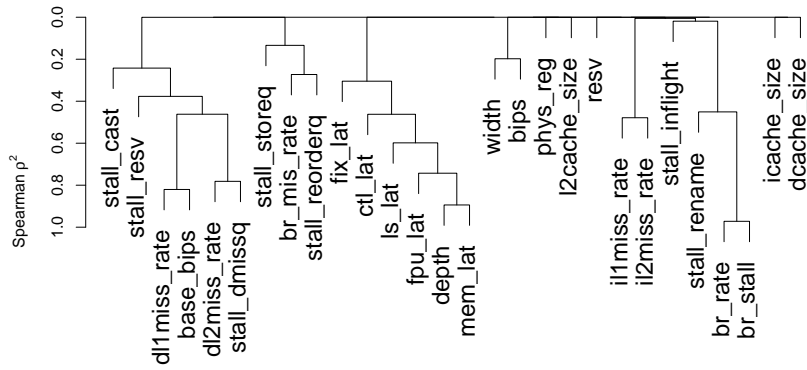 Spearman ρ²
0.0
0.2
0.4
0.6
0.8
1.0
stall_cast
stall_resv
dl1miss_rate
base_bips
dl2miss_rate
stall_dmissq
stall_storeq
br_mis_rate
stall_reorderq
fix_lat
ctl_lat
ls_lat
fpu_lat
depth
mem_lat
width
bips
phys_reg
l2cache_size
resv
il1miss_rate
il2miss_rate
stall_inflight
stall_rename
br_rate
br_stall
icache_size
dcache_size